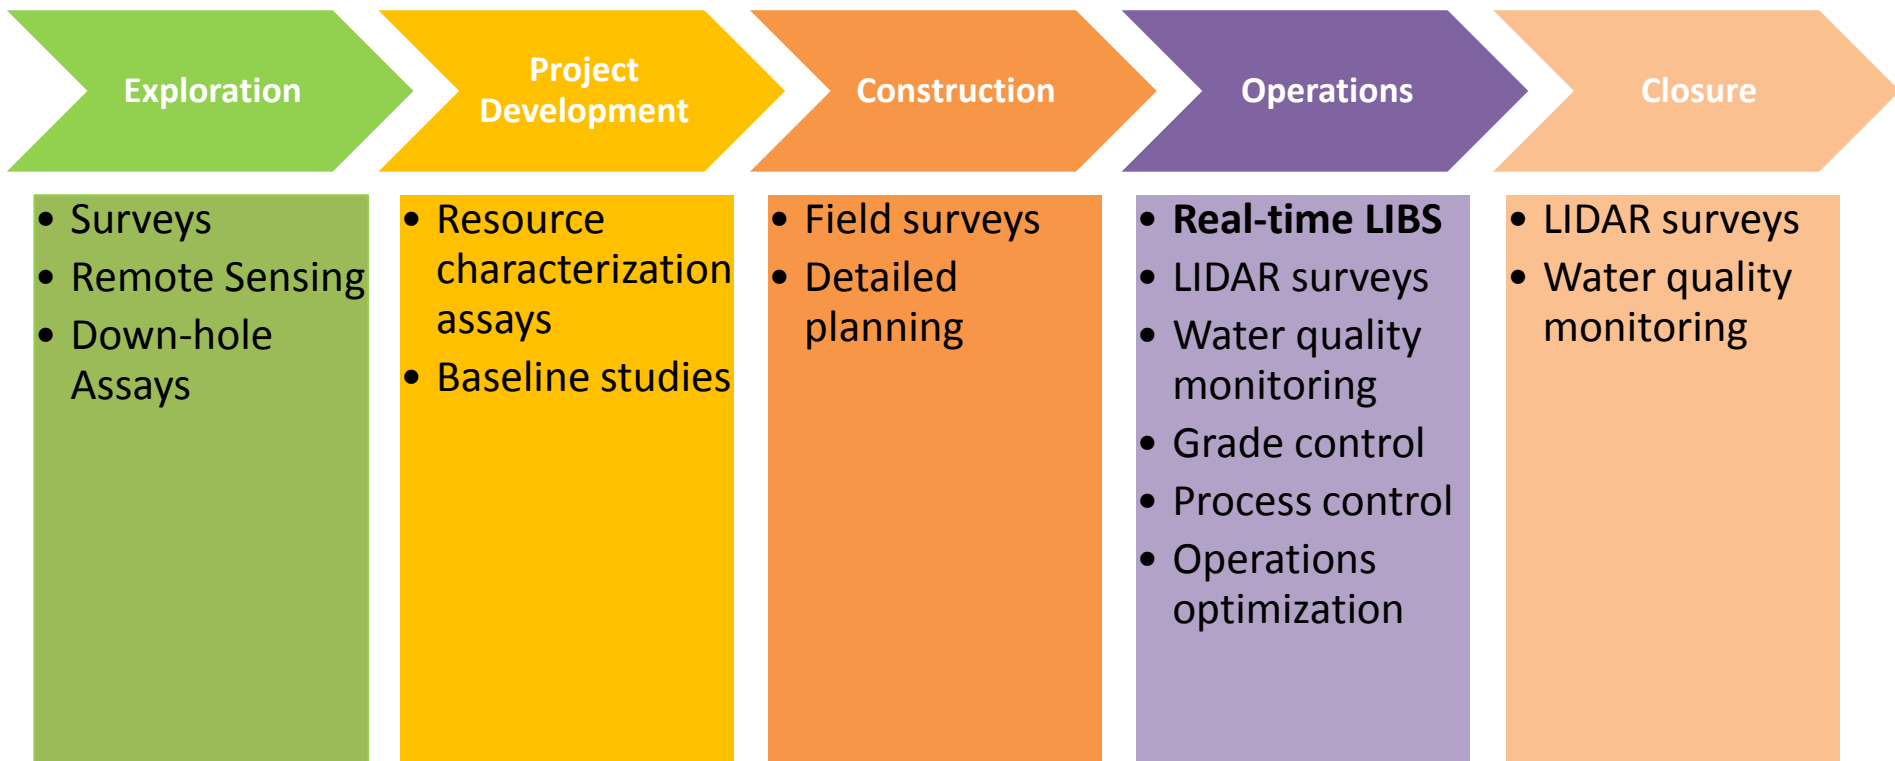 Exploration
Project
Development
Construction
Operations
Closure
• Surveys
• Remote Sensing
• Down-hole
Assays
• Resource
characterization
assays
• Baseline studies
• Field surveys
• Detailed
planning
• Real-time LIBS
• LIDAR surveys
• Water quality
monitoring
• Grade control
• Process control
• Operations
optimization
• LIDAR surveys
• Water quality
monitoring